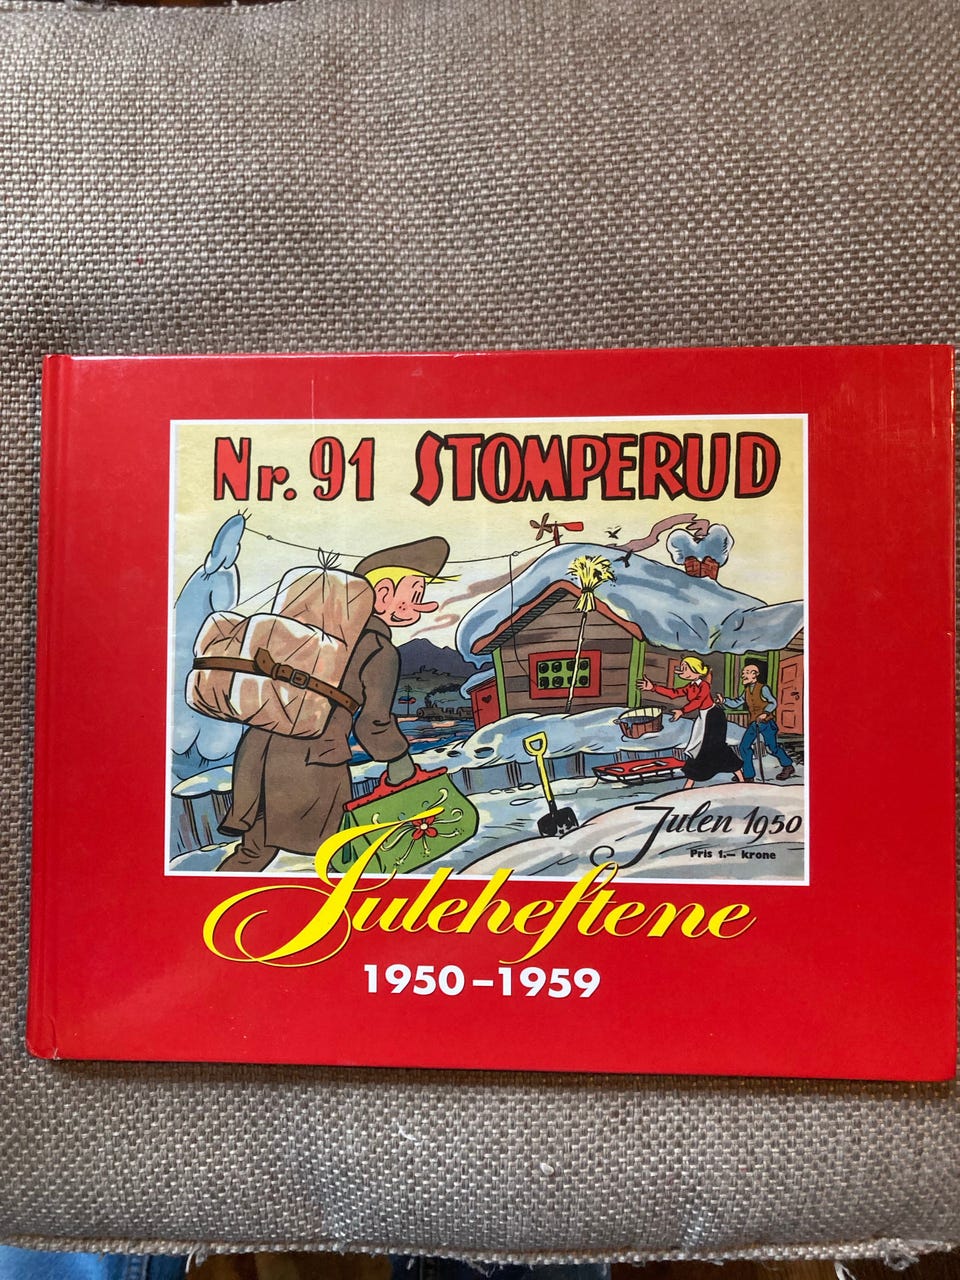 Nr. 91 STOMPERUD
Julen 1950
Pris 1.— krone
Juleheftene
1950–1959